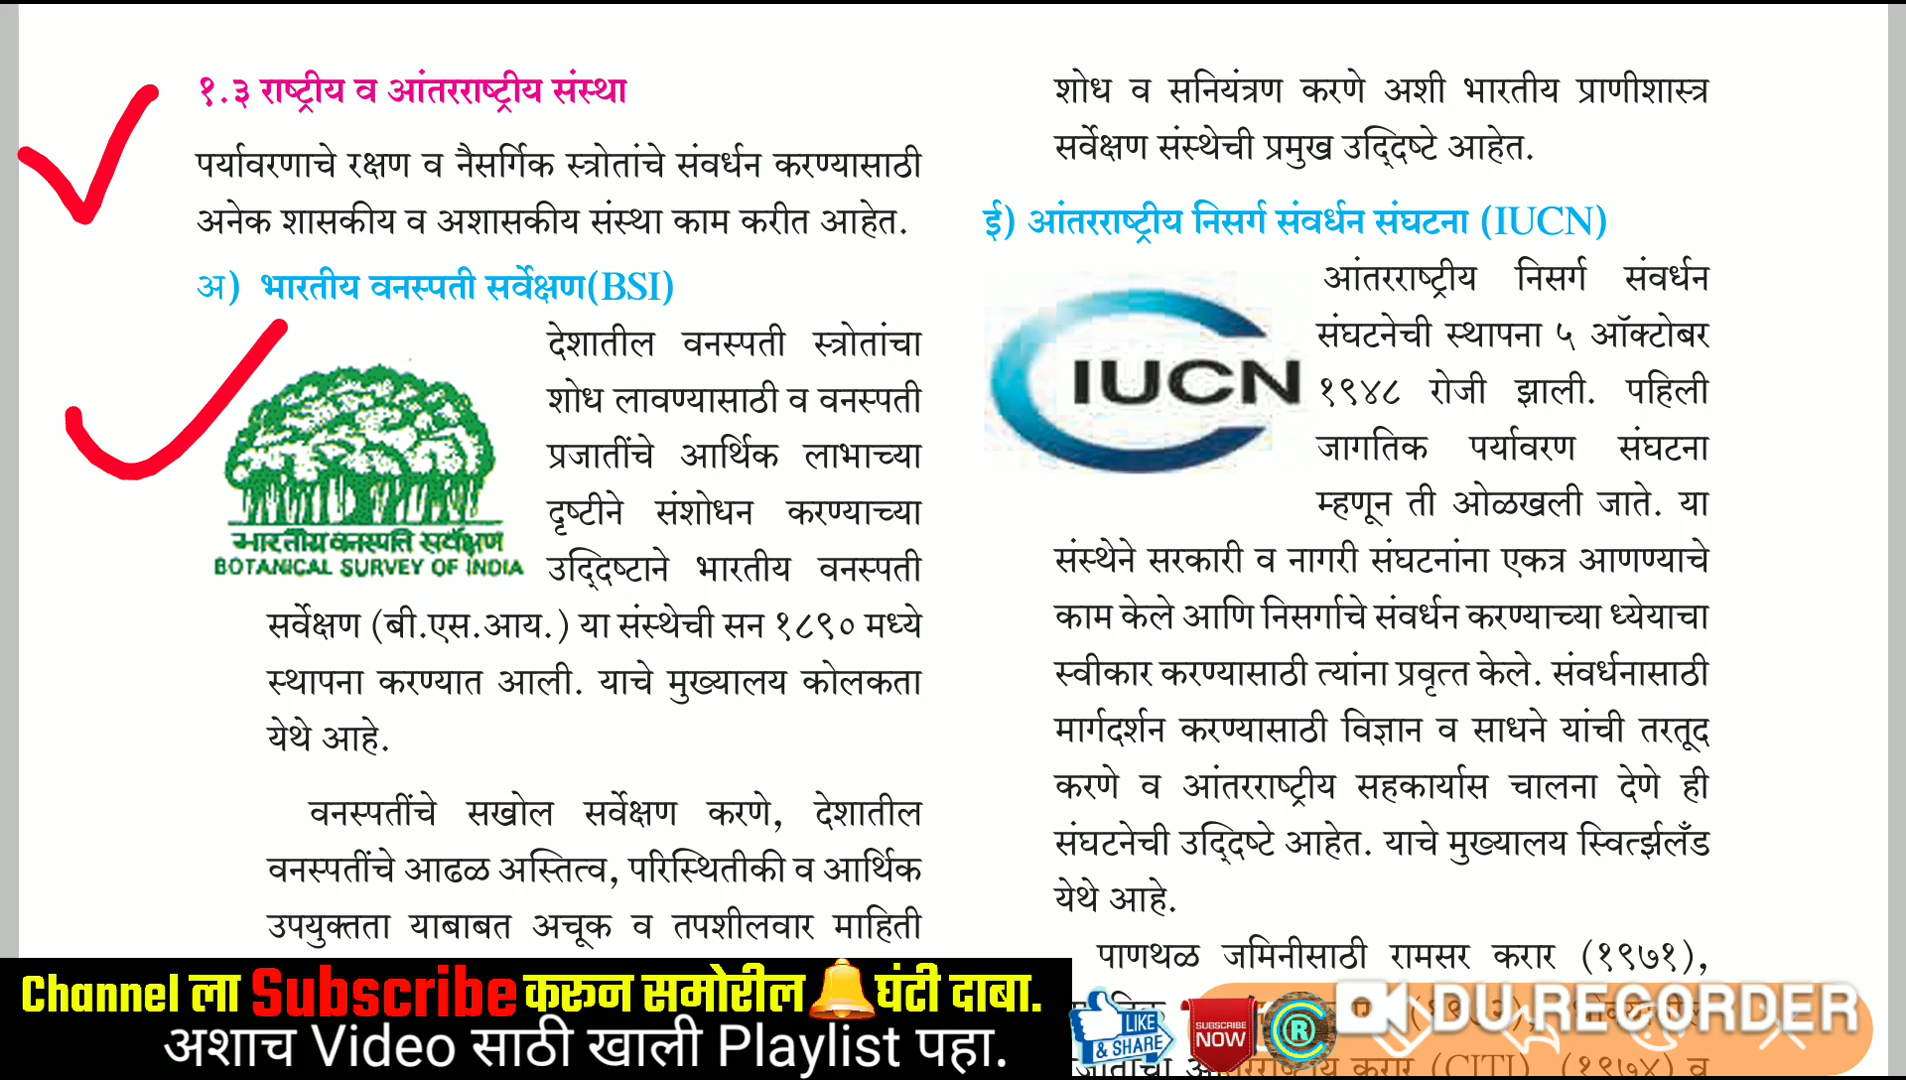 १.३ राष्ट्रीय व आंतरराष्ट्रीय संस्था
पर्यावरणाचे रक्षण व नैसर्गिक स्त्रोतांचे संवर्धन करण्यासाठी
अनेक शासकीय व अशासकीय संस्था काम करीत आहेत.
अ) भारतीय वनस्पती सर्वेक्षण(BSI)
देशातील वनस्पती स्त्रोतांचा
शोध लावण्यासाठी व वनस्पती
प्रजातींचे आर्थिक लाभाच्या
दृष्टीने संशोधन करण्याच्या
उद्दिष्टाने भारतीय वनस्पती
भारतीय वनस्पति सर्वेक्षण
BOTANICAL SURVEY OF INDIA
सर्वेक्षण (बी.एस.आय.) या संस्थेची सन १८९० मध्ये
स्थापना करण्यात आली. याचे मुख्यालय कोलकता
येथे आहे.
वनस्पतींचे सखोल सर्वेक्षण करणे, देशातील
वनस्पतींचे आढळ अस्तित्व, परिस्थितीकी व आर्थिक
उपयुक्तता याबाबत अचूक व तपशीलवार माहिती
शोध व सनियंत्रण करणे अशी भारतीय प्राणीशास्त्र
सर्वेक्षण संस्थेची प्रमुख उद्दिष्टे आहेत.
ई) आंतरराष्ट्रीय निसर्ग संवर्धन संघटना (IUCN)
IUCN
आंतरराष्ट्रीय निसर्ग संवर्धन
संघटनेची स्थापना ५ ऑक्टोबर
१९४८ रोजी झाली. पहिली
जागतिक पर्यावरण संघटना
म्हणून ती ओळखली जाते. या
संस्थेने सरकारी व नागरी संघटनांना एकत्र आणण्याचे
काम केले आणि निसर्गाचे संवर्धन करण्याच्या ध्येयाचा
स्वीकार करण्यासाठी त्यांना प्रवृत्त केले. संवर्धनासाठी
मार्गदर्शन करण्यासाठी विज्ञान व साधने यांची तरतूद
करणे व आंतरराष्ट्रीय सहकार्यास चालना देणे ही
संघटनेची उद्दिष्टे आहेत. याचे मुख्यालय स्वित्झर्लँड
येथे आहे.
पाणथळ जमिनीसाठी रामसर करार (१९७१),
करार (CITI) (१९७४) व
Channel ला Subscribe करून समोरील घंटी दाबा.
अशाच Video साठी खाली Playlist पहा.
LIKE
& SHARE
SUBSCRIBE
NOW
R
DU RECORDER